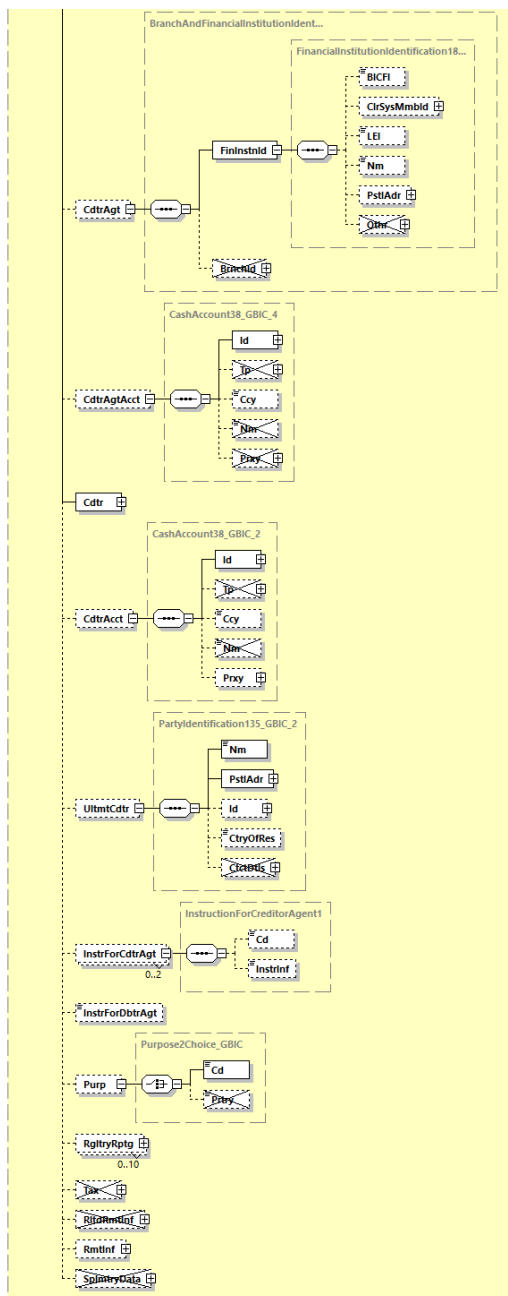 BranchAndFinancialInstitutionIdent...
FinancialInstitutionIdentification18...
BICFI
ClrSysMmbId
LEI
FinInstnId
Nm
PstlAdr
CdtrAgt
Othr
BrnchId
CashAccount38_GBIC_4
Id
Tp
CdtrAgtAcct
Ccy
Nm
Prxy
Cdtr
CashAccount38_GBIC_2
Id
Tp
CdtrAcct
Ccy
Nm
Prxy
PartyIdentification135_GBIC_2
Nm
PstlAdr
UltmtCdtr
Id
CtryOfRes
CtctDtls
InstructionForCreditorAgent1
Cd
InstrForCdtrAgt
InstrInf
0..2
InstrForDbtrAgt
Purpose2Choice_GBIC
Cd
Purp
Prtry
RgltryRptg
0..10
Tax
RltdRmtInf
RmtInf
SplmtryData